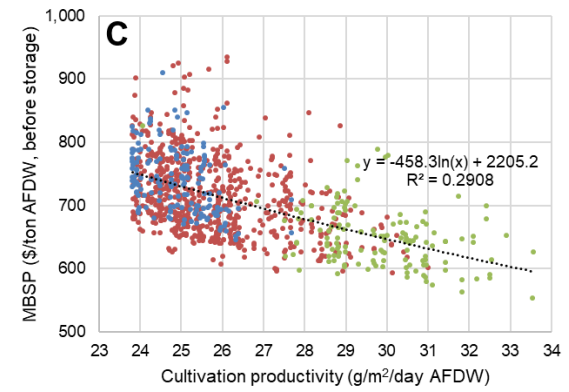 C
1,000
900
800
700
600
500
MBSP ($/ton AFDW, before storage)
y = -458.3ln(x) + 2205.2
R² = 0.2908
23 24 25 26 27 28 29 30 31 32 33 34
Cultivation productivity (g/m²/day AFDW)